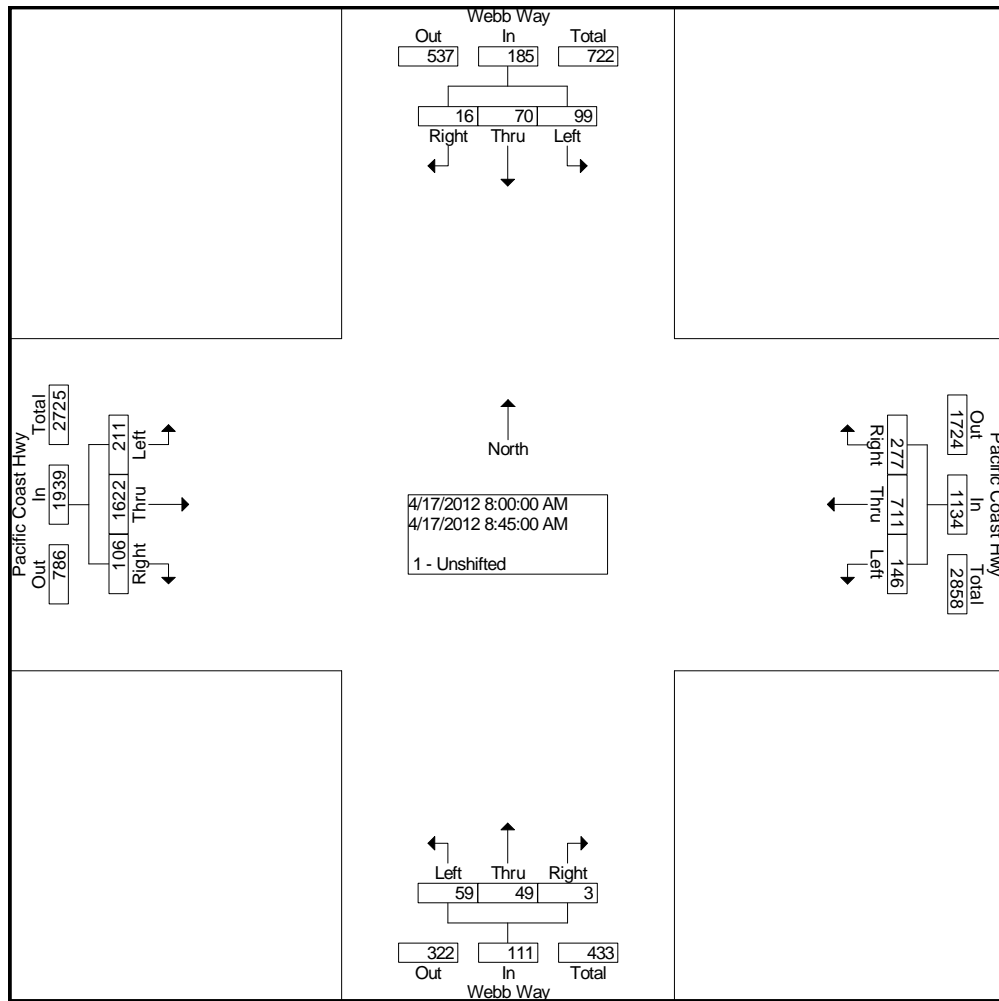 Webb Way
Out In Total
537 185 722
16 70 99
Right Thru Left
Pacific Coast Hwy
Total In Out
2725 1939 786
211 1622 106
Left Thru Right
North
4/17/2012 8:00:00 AM
4/17/2012 8:45:00 AM
1 - Unshifted
Right Thru Left
277 711 146
1724 1134 2858
Out In Total
Pacific Coast Hwy
Left Thru Right
59 49 3
322 111 433
Out In Total
Webb Way